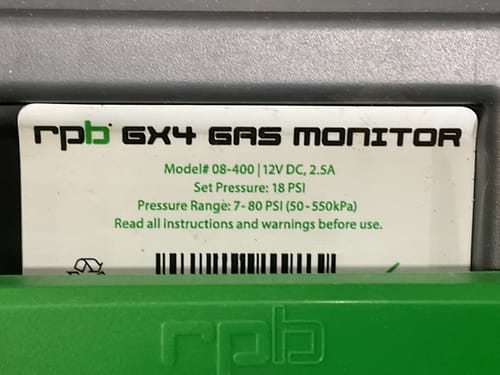 rpb GX4 GAS MONITOR
Model# 08-400 | 12V DC, 2.5A
Set Pressure: 18 PSI
Pressure Range: 7- 80 PSI (50 - 550kPa)
Read all instructions and warnings before use.
rpb